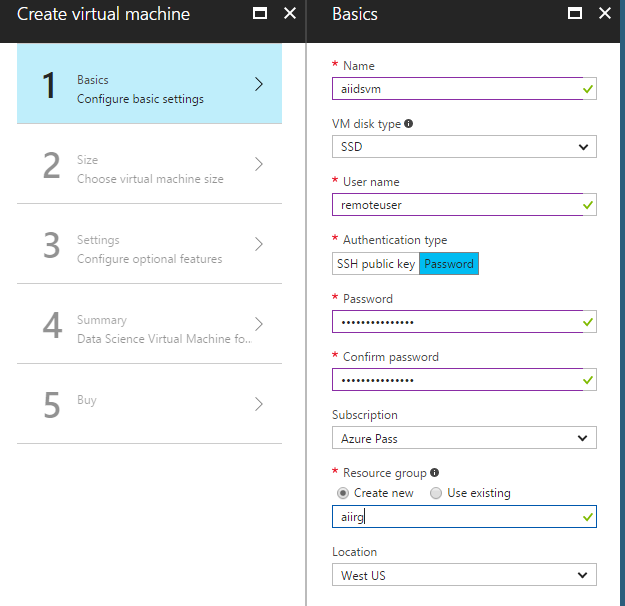 Create virtual machine
1
Basics
Configure basic settings
2
Size
Choose virtual machine size
3
Settings
Configure optional features
4
Summary
Data Science Virtual Machine fo...
5
Buy
Basics
* Name
aiidsvm
VM disk type
SSD
* User name
remoteuser
* Authentication type
SSH public key Password
* Password
•••••••••••••••
* Confirm password
•••••••••••••••
Subscription
Azure Pass
* Resource group
Create new Use existing
aiirg
Location
West US